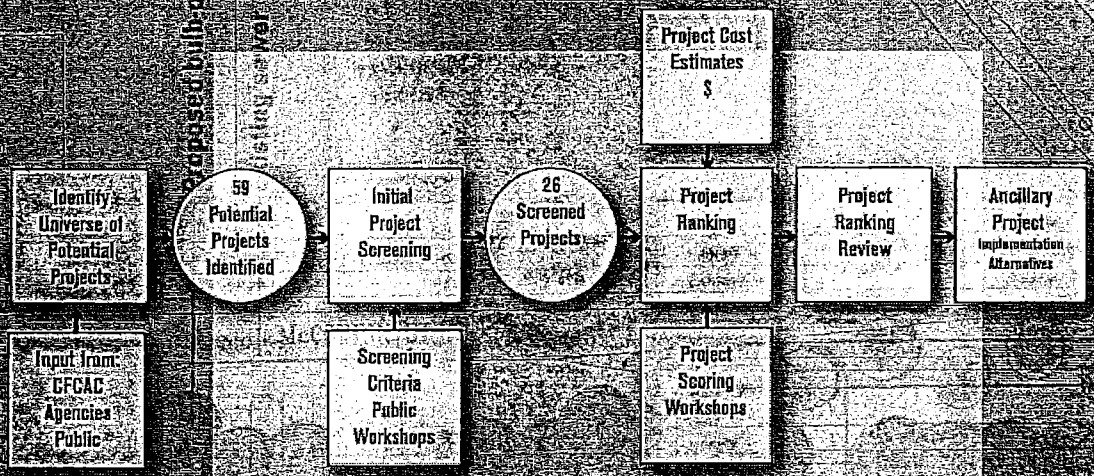 Project Cost
Estimates
$
Identify
Universe of
Potential
Projects
59
Potential
Projects
Identified
Initial
Project
Screening
26
Screened
Projects
Project
Ranking
Project
Ranking
Review
Ancillary
Project
Implementation
Alternatives
Input from
CFCAC
Agencies
Public
Screening
Criteria
Public
Workshops
Project
Scoring
Workshops
Proposed